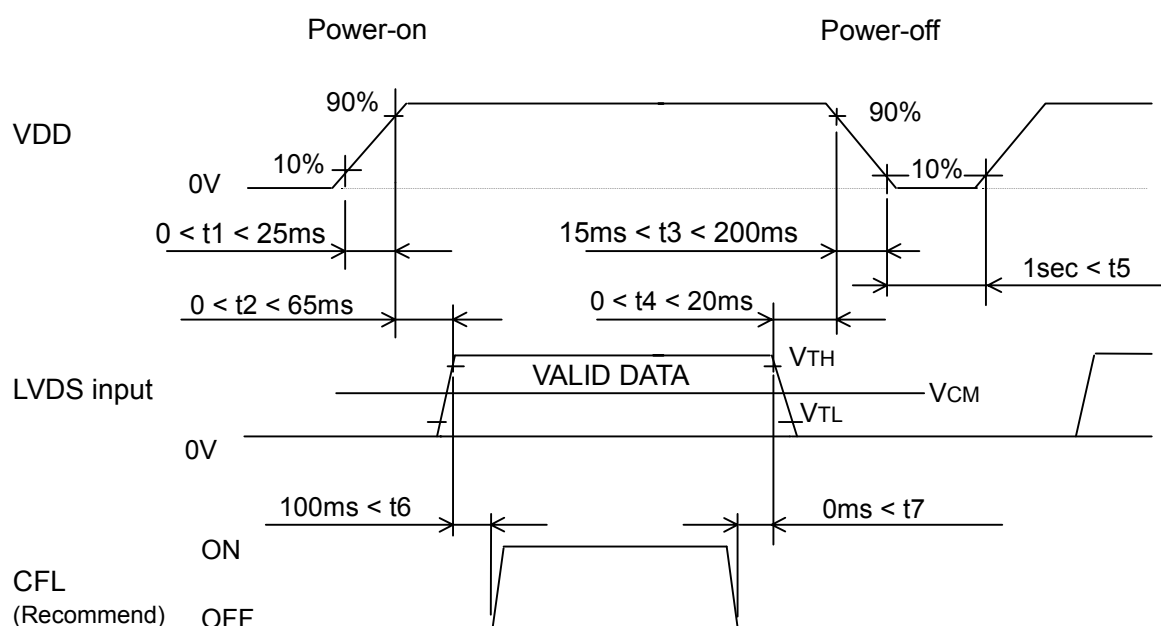 Power-on
Power-off
VDD
90%
90%
10%
10%
0V
0 < t1 < 25ms
15ms < t3 < 200ms
1sec < t5
0 < t2 < 65ms
0 < t4 < 20ms
LVDS input
VALID DATA
VTH
VCM
VTL
0V
100ms < t6
0ms < t7
ON
CFL
(Recommend)
OFF